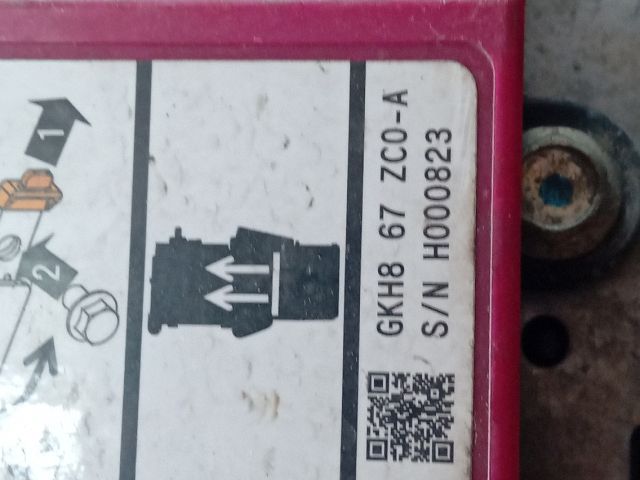 1
2
GKH8 67 ZC0-A
S/N H000823